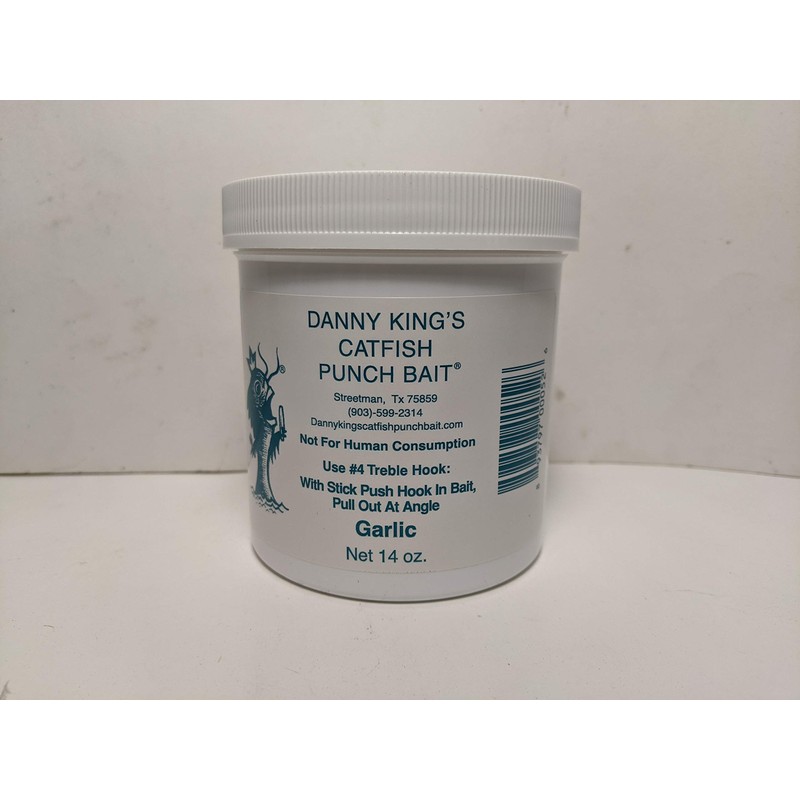 DANNY KING'S
CATFISH
PUNCH BAIT®
Streetman, Tx 75859
(903)-599-2314
Dannykingscatfishpunchbait.com
Not For Human Consumption
Use #4 Treble Hook:
With Stick Push Hook In Bait,
Pull Out At Angle
Garlic
Net 14 oz.
®